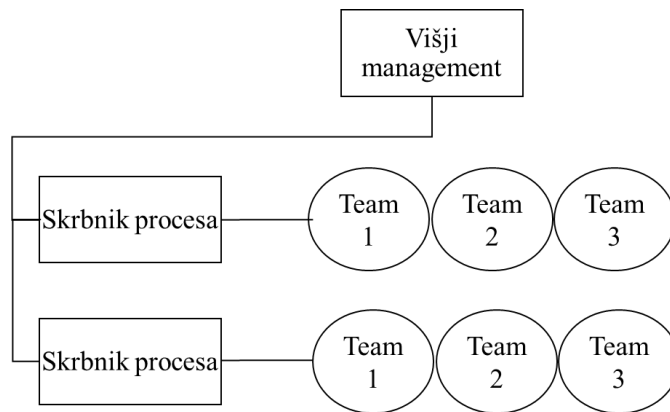 Višji
management
Skrbnik procesa
Team
1
Team
2
Team
3
Skrbnik procesa
Team
1
Team
2
Team
3